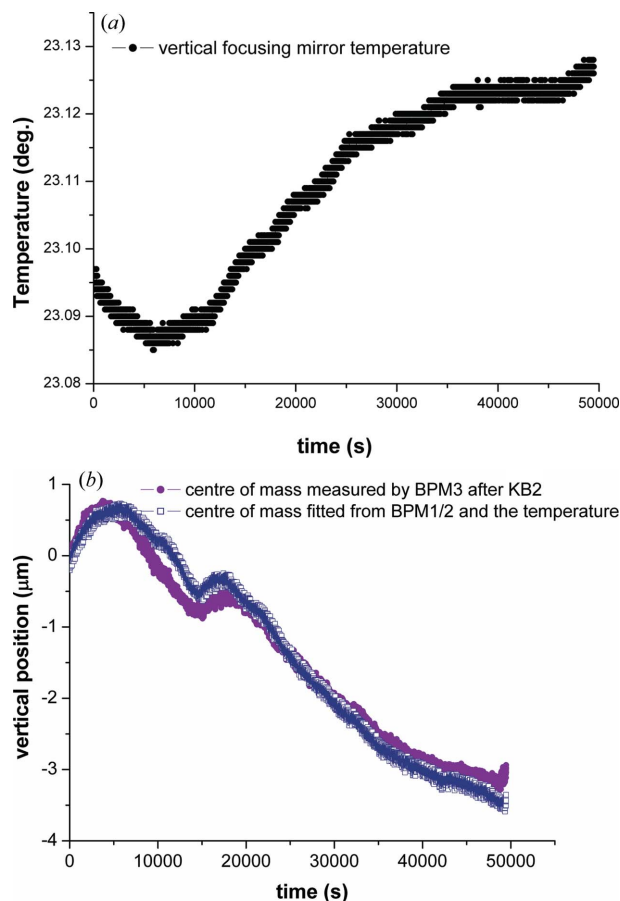 (a)
vertical focusing mirror temperature
Temperature (deg.)
23.13
23.12
23.11
23.10
23.09
23.08
0 10000 20000 30000 40000 50000
time (s)
(b)
centre of mass measured by BPM3 after KB2
centre of mass fitted from BPM1/2 and the temperature
vertical position (μm)
1
0
-1
-2
-3
-4
0 10000 20000 30000 40000 50000 60000
time (s)